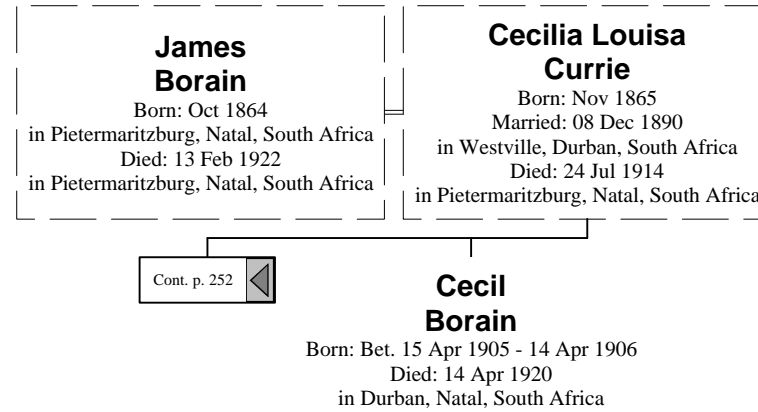 James
Borain
Born: Oct 1864
in Pietermaritzburg, Natal, South Africa
Died: 13 Feb 1922
in Pietermaritzburg, Natal, South Africa
Cecilia Louisa
Currie
Born: Nov 1865
Married: 08 Dec 1890
in Westville, Durban, South Africa
Died: 24 Jul 1914
in Pietermaritzburg, Natal, South Africa
Cont. p. 252
Cecil
Borain
Born: Bet. 15 Apr 1905 - 14 Apr 1906
Died: 14 Apr 1920
in Durban, Natal, South Africa